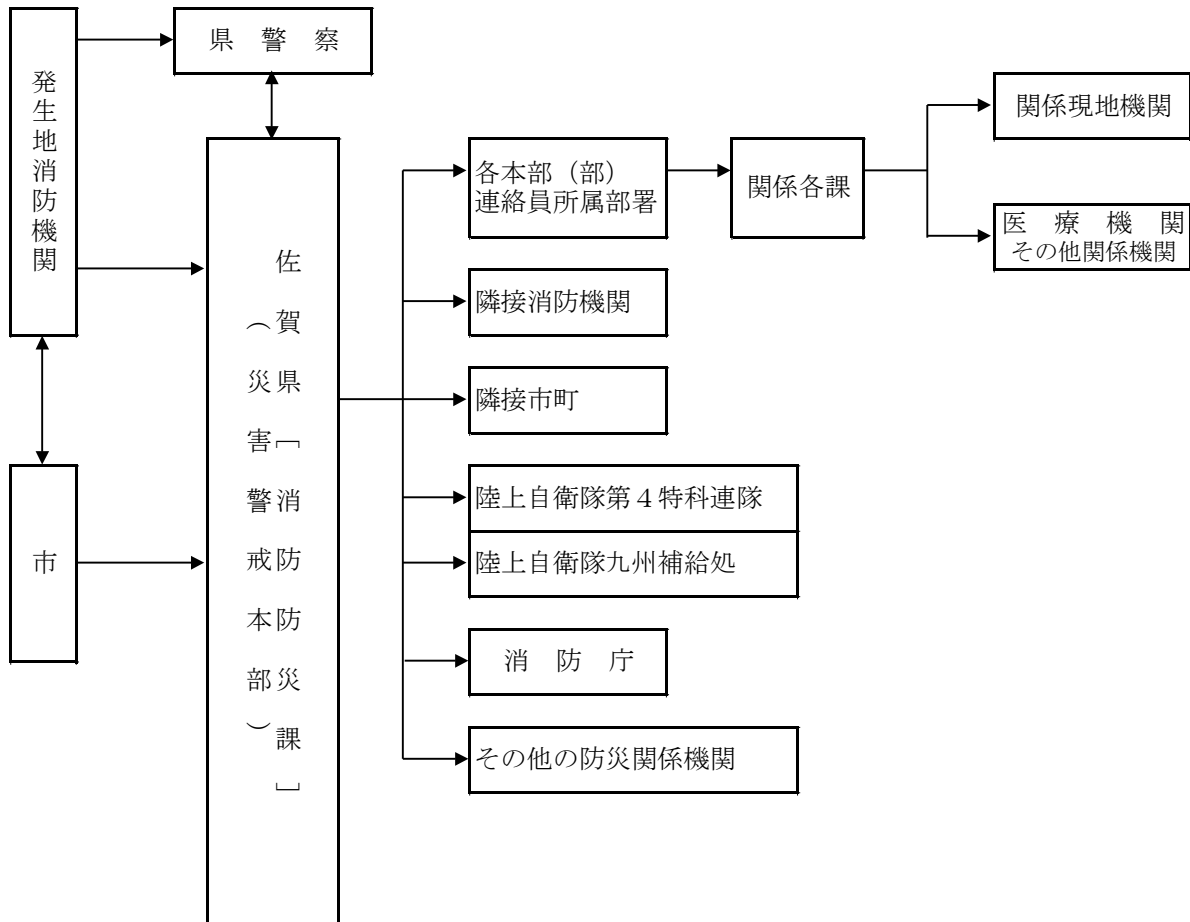 発生地消防機関
県　警　察
市
佐賀県［消防防災課］
（災害警戒本部）
各本部（部）
連絡員所属部署
関係各課
関係現地機関
医　療　機　関
その他関係機関
隣接消防機関
隣接市町
陸上自衛隊第４特科連隊
陸上自衛隊九州補給処
消　防　庁
その他の防災関係機関